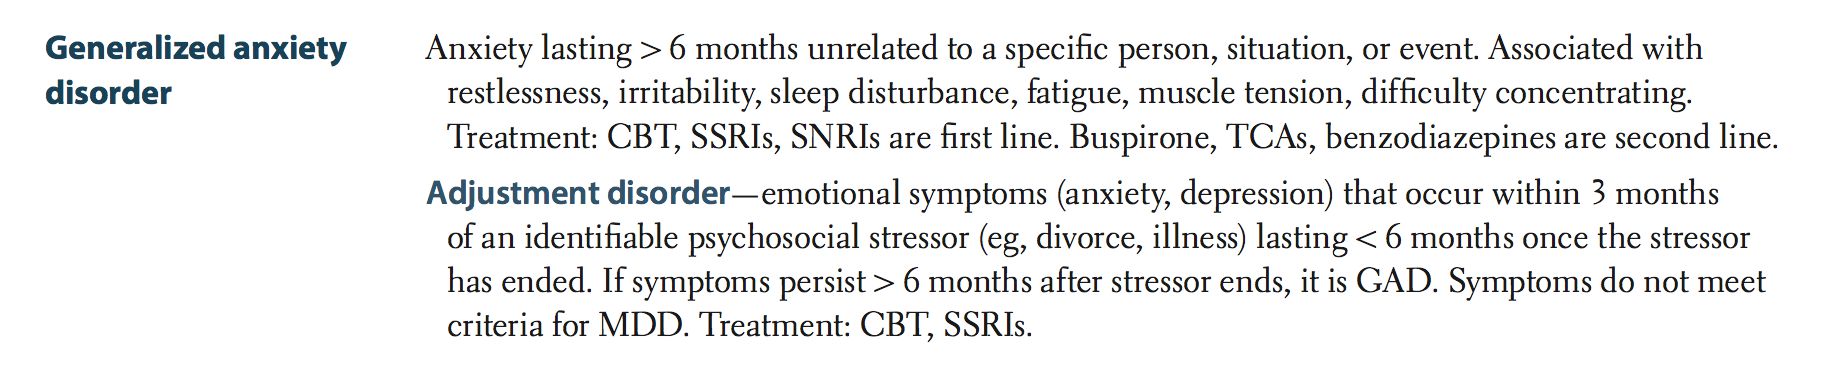 Generalized anxiety
disorder
Anxiety lasting > 6 months unrelated to a specific person, situation, or event. Associated with
restlessness, irritability, sleep disturbance, fatigue, muscle tension, difficulty concentrating.
Treatment: CBT, SSRIs, SNRIs are first line. Buspirone, TCAs, benzodiazepines are second line.
Adjustment disorder—emotional symptoms (anxiety, depression) that occur within 3 months
of an identifiable psychosocial stressor (eg, divorce, illness) lasting < 6 months once the stressor
has ended. If symptoms persist > 6 months after stressor ends, it is GAD. Symptoms do not meet
criteria for MDD. Treatment: CBT, SSRIs.